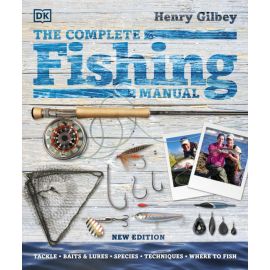 DK
Henry Gilbey
THE COMPLETE
Fishing
MANUAL
NEW EDITION
TACKLE • BAITS & LURES • SPECIES • TECHNIQUES • WHERE TO FISH